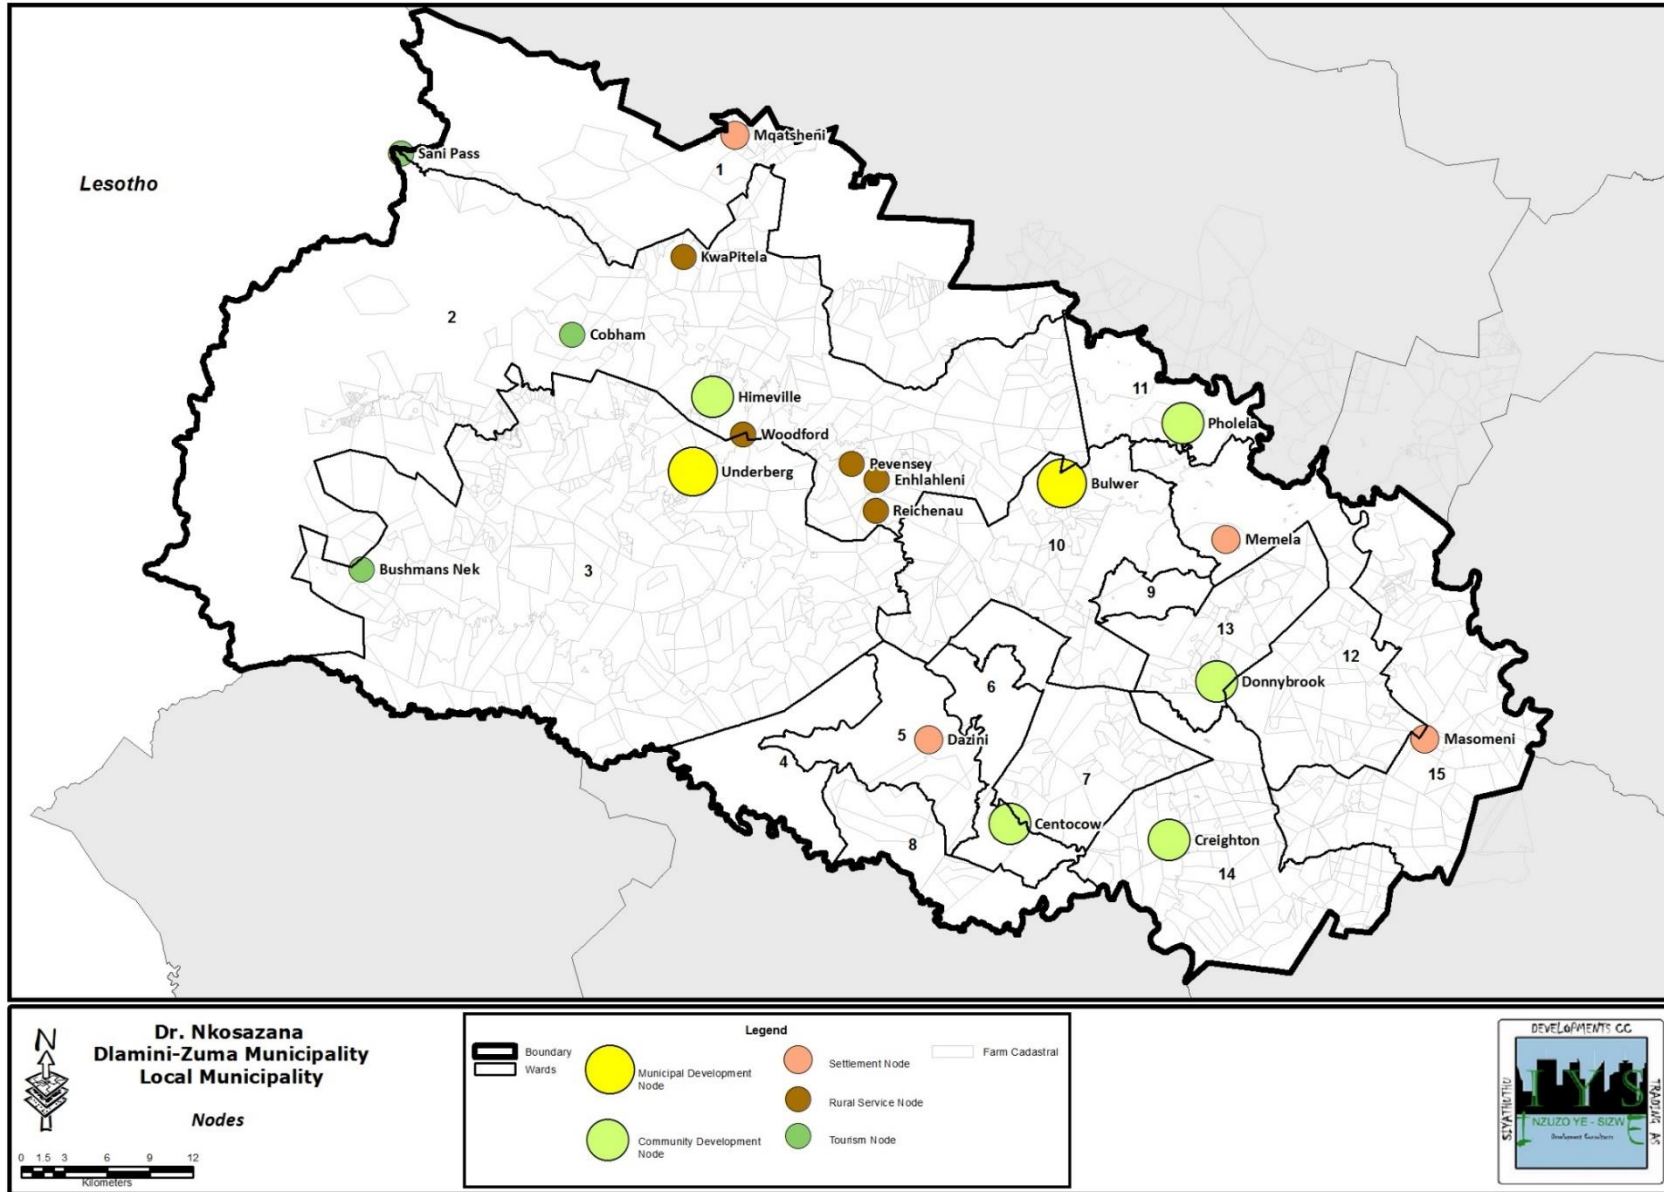 Lesotho
Sani Pass
Mqatsheni
1
KwaPitela
2
Cobham
Himeville
11
Pholela
Woodford
Underberg
Pevensey
Enhlahleni
Bulwer
Reichenau
Memela
10
Bushmans Nek
3
9
13
12
Donnybrook
6
5
Dazini
Masomeni
4
15
7
Centocow
Creighton
8
14
N
Dr. Nkosazana
Dlamini-Zuma Municipality
Local Municipality
Nodes
0 1.5 3 6 9 12
Kilometers
Legend
Boundary
Wards
Municipal Development
Node
Community Development
Node
Settlement Node
Rural Service Node
Tourism Node
Farm Cadastral
DEVELOPMENTS CC
SIYATHUTHU
TRADING AS
I Y S
INZUZO YE - SIZWE
Development Consultants